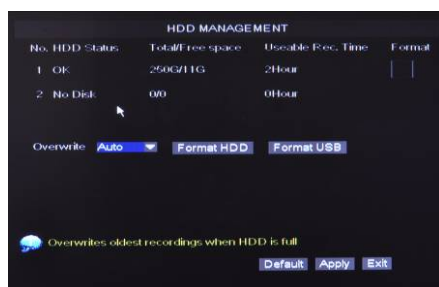 HDD MANAGEMENT
No. HDD Status Total/Free space Useable Rec. Time Format
1 OK 250G/11G 2Hour
2 No Disk 0/0 0Hour
Overwrite Auto Format HDD Format USB
Overwrites oldest recordings when HDD is full
Default Apply Exit